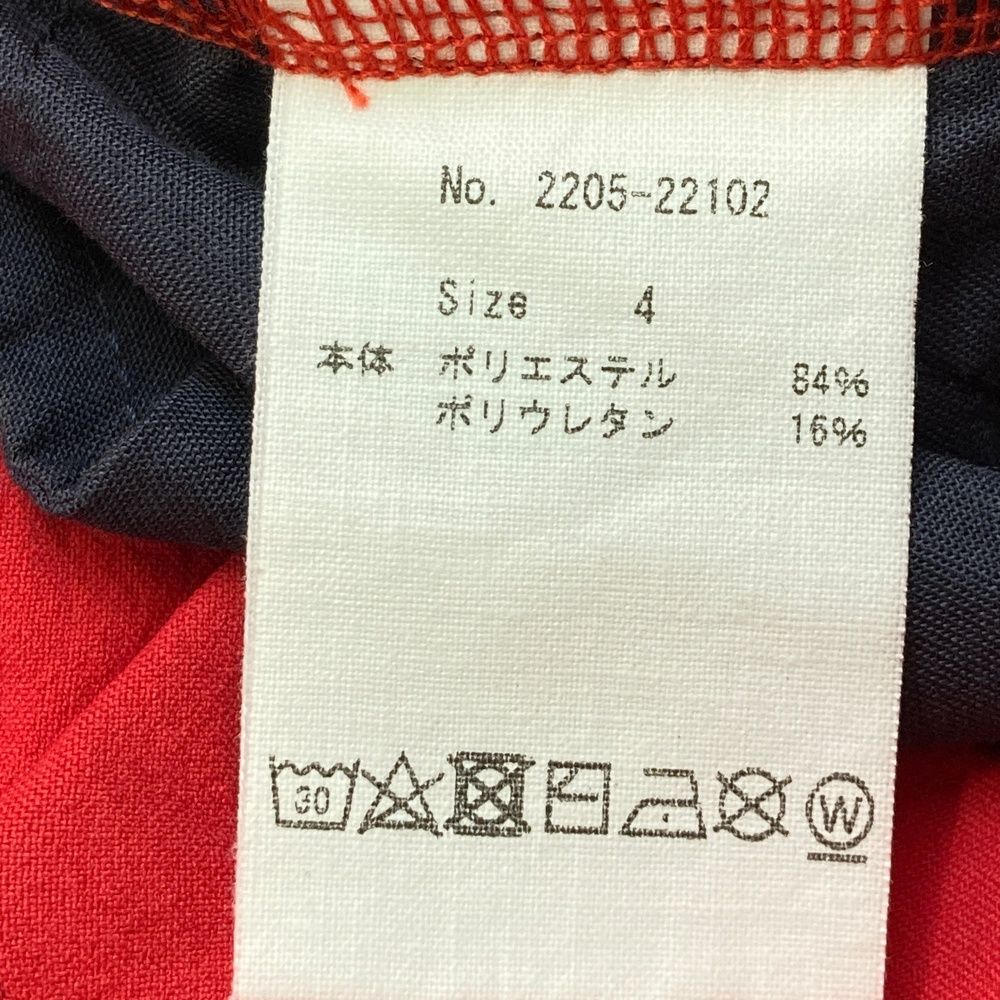 No. 2205-22102
Size 4
本体 ポリエステル 84%
ポリウレタン 16%
30
W